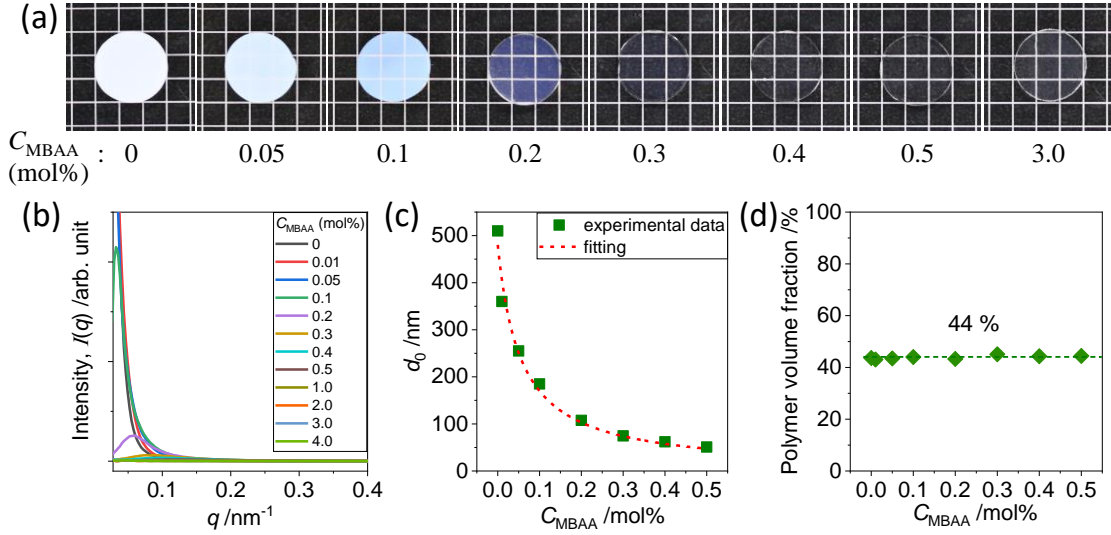 (a)
C_MBAA (mol%) : 0 0.05 0.1 0.2 0.3 0.4 0.5 3.0
(b)
Intensity, I(q) /arb. unit
C_MBAA (mol%)
0
0.01
0.05
0.1
0.2
0.3
0.4
0.5
1.0
2.0
3.0
4.0
0.1 0.2 0.3 0.4
q /nm⁻¹
(c)
d₀ /nm
500
400
300
200
100
0
experimental data
fitting
0.0 0.1 0.2 0.3 0.4 0.5
C_MBAA /mol%
(d)
Polymer volume fraction /%
100
80
60
40
20
0
44 %
0.0 0.1 0.2 0.3 0.4 0.5
C_MBAA /mol%